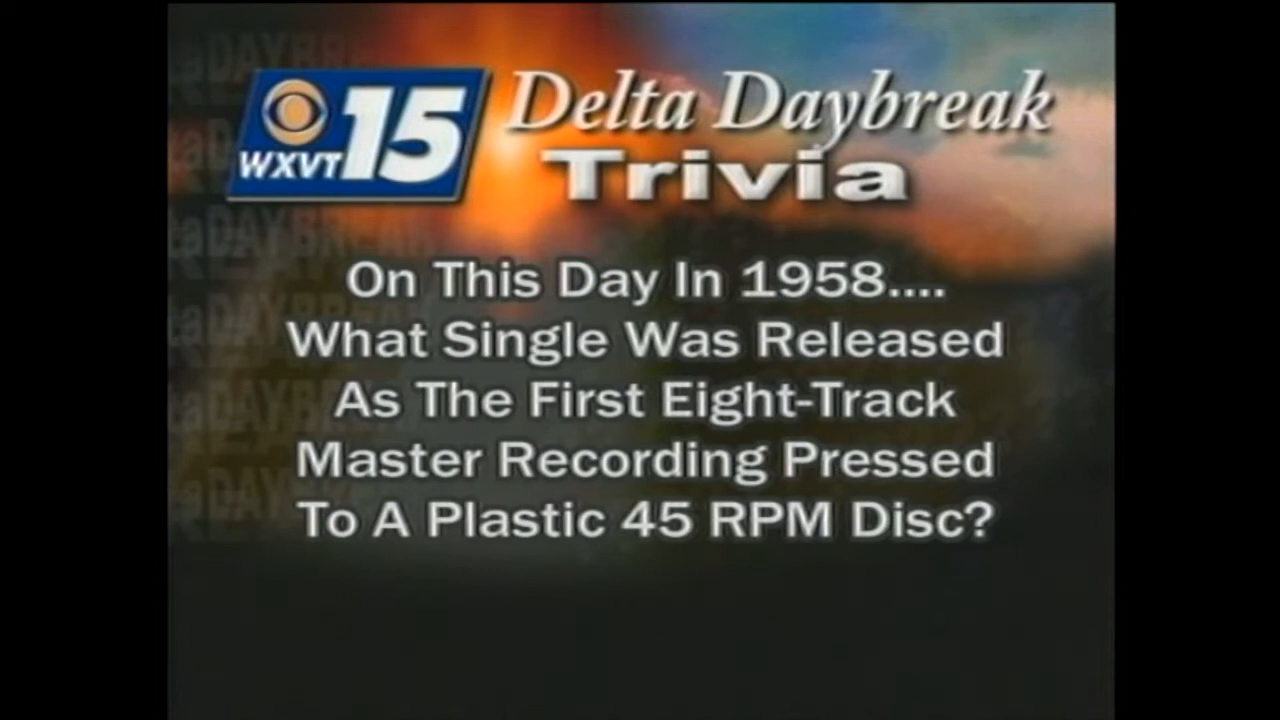 WXVT 15
Delta Daybreak
Trivia
On This Day In 1958....
What Single Was Released
As The First Eight-Track
Master Recording Pressed
To A Plastic 45 RPM Disc?